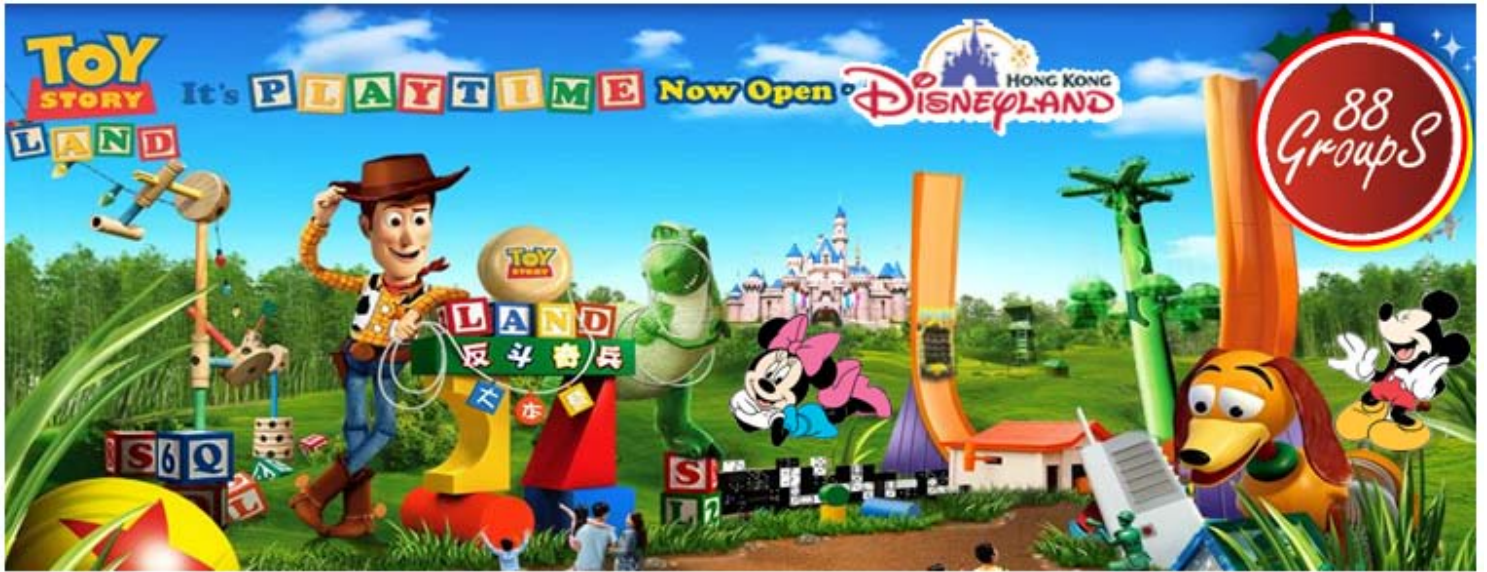 TOY
STORY
LAND
It's PLAYTIME Now Open
HONG KONG
DISNEYLAND
88
GroupS
TOY
STORY
LAND
反斗奇兵
大本營
S6Q
L
S